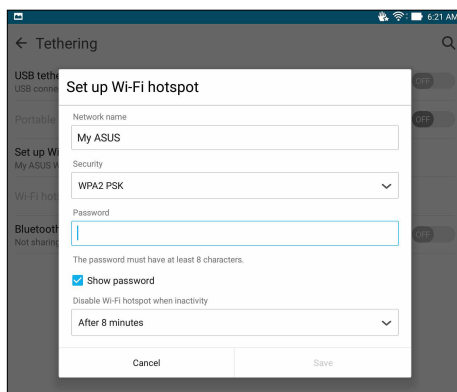 6:21 AM
Tethering
USB tethe
USB conne
OFF
Set up Wi-Fi hotspot
Portable
OFF
Network name
My ASUS
Set up Wi
My ASUS W
Security
WPA2 PSK
Wi-Fi hot
Password
Bluetooth
Not sharing
OFF
The password must have at least 8 characters.
Show password
Disable Wi-Fi hotspot when inactivity
After 8 minutes
Cancel
Save